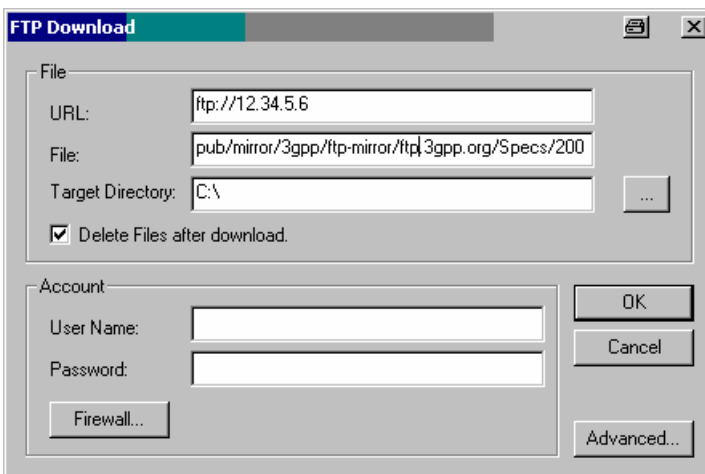 FTP Download
File
URL: ftp://12.34.5.6
File: pub/mirror/3gpp/ftp-mirror/ftp.3gpp.org/Specs/200
Target Directory: C:\ ...
Delete Files after download.
Account
User Name:
Password:
Firewall...
OK
Cancel
Advanced...